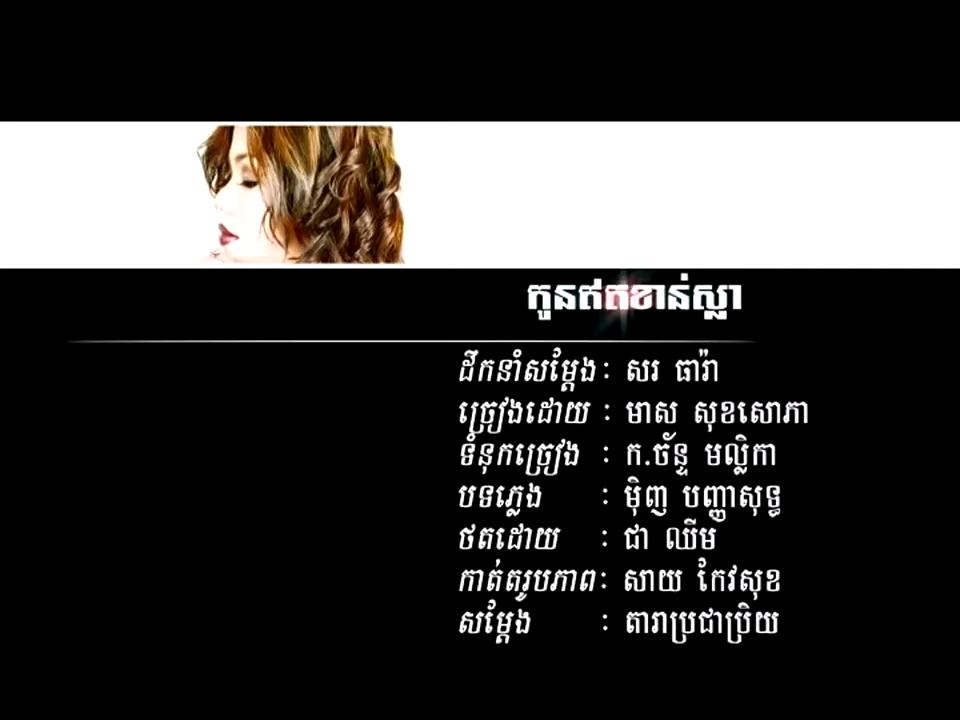 កូនឥតខាន់ស្លា
ដឹកនាំសម្ដែង : សរ ធារ៉ា
ច្រៀងដោយ : មាស សុខសោភា
ទំនុកច្រៀង : ក.ច័ន្ទ មល្លិកា
បទភ្លេង : ម៉ិញ បញ្ញាសុទ្ធ
ថតដោយ : ជា ឈឹម
កាត់តរូបភាព : សាយ កែវសុខ
សម្ដែង : តារាប្រជាប្រិយ